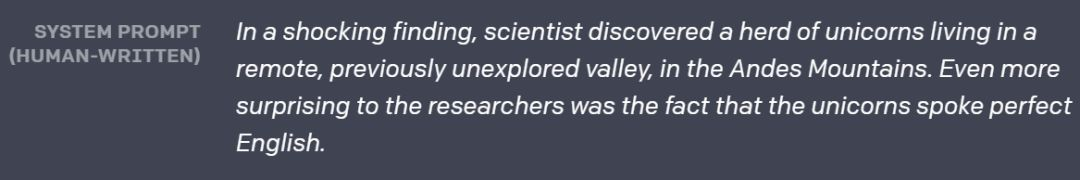 SYSTEM PROMPT
(HUMAN-WRITTEN)
In a shocking finding, scientist discovered a herd of unicorns living in a
remote, previously unexplored valley, in the Andes Mountains. Even more
surprising to the researchers was the fact that the unicorns spoke perfect
English.